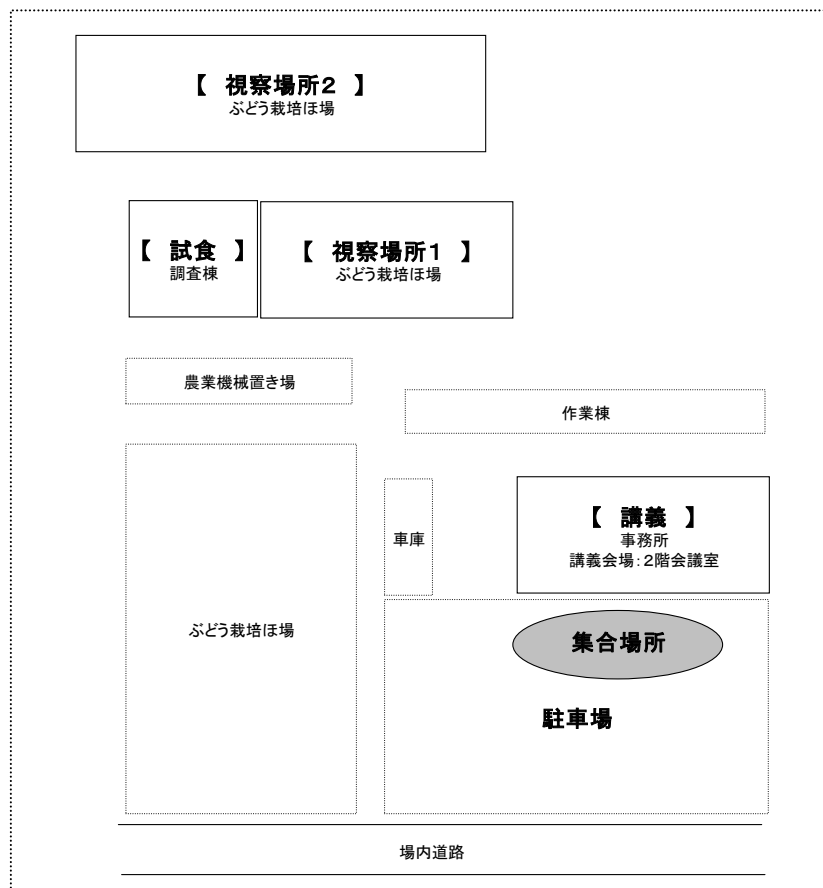 【 視察場所2 】
ぶどう栽培ほ場
【 試食 】
調査棟
【 視察場所1 】
ぶどう栽培ほ場
農業機械置き場
作業棟
車庫
【 講義 】
事務所
講義会場:2階会議室
ぶどう栽培ほ場
集合場所
駐車場
場内道路